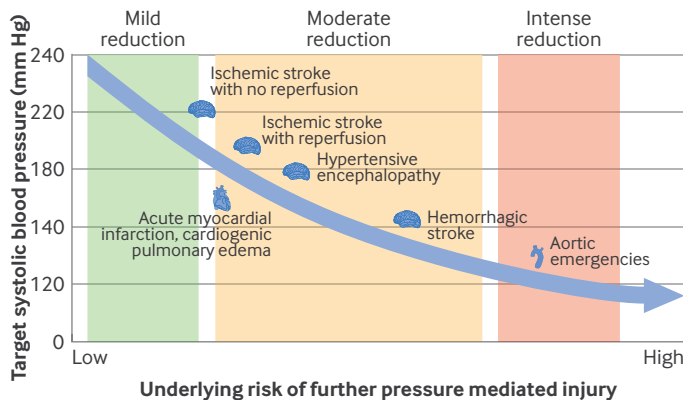 Mild
reduction
Moderate
reduction
Intense
reduction
Target systolic blood pressure (mm Hg)
240
220
180
140
120
0
Ischemic stroke
with no reperfusion
Ischemic stroke
with reperfusion
Hypertensive
encephalopathy
Acute myocardial
infarction, cardiogenic
pulmonary edema
Hemorrhagic
stroke
Aortic
emergencies
Low
High
Underlying risk of further pressure mediated injury